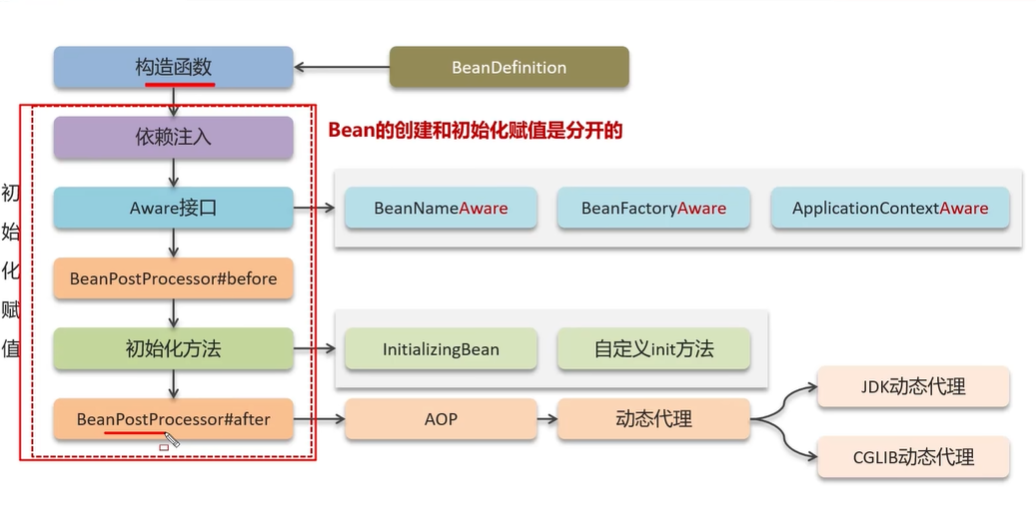 构造函数
BeanDefinition
Bean的创建和初始化赋值是分开的
初始化赋值
依赖注入
Aware接口
BeanNameAware
BeanFactoryAware
ApplicationContextAware
BeanPostProcessor#before
初始化方法
InitializingBean
自定义init方法
BeanPostProcessor#after
AOP
动态代理
JDK动态代理
CGLIB动态代理